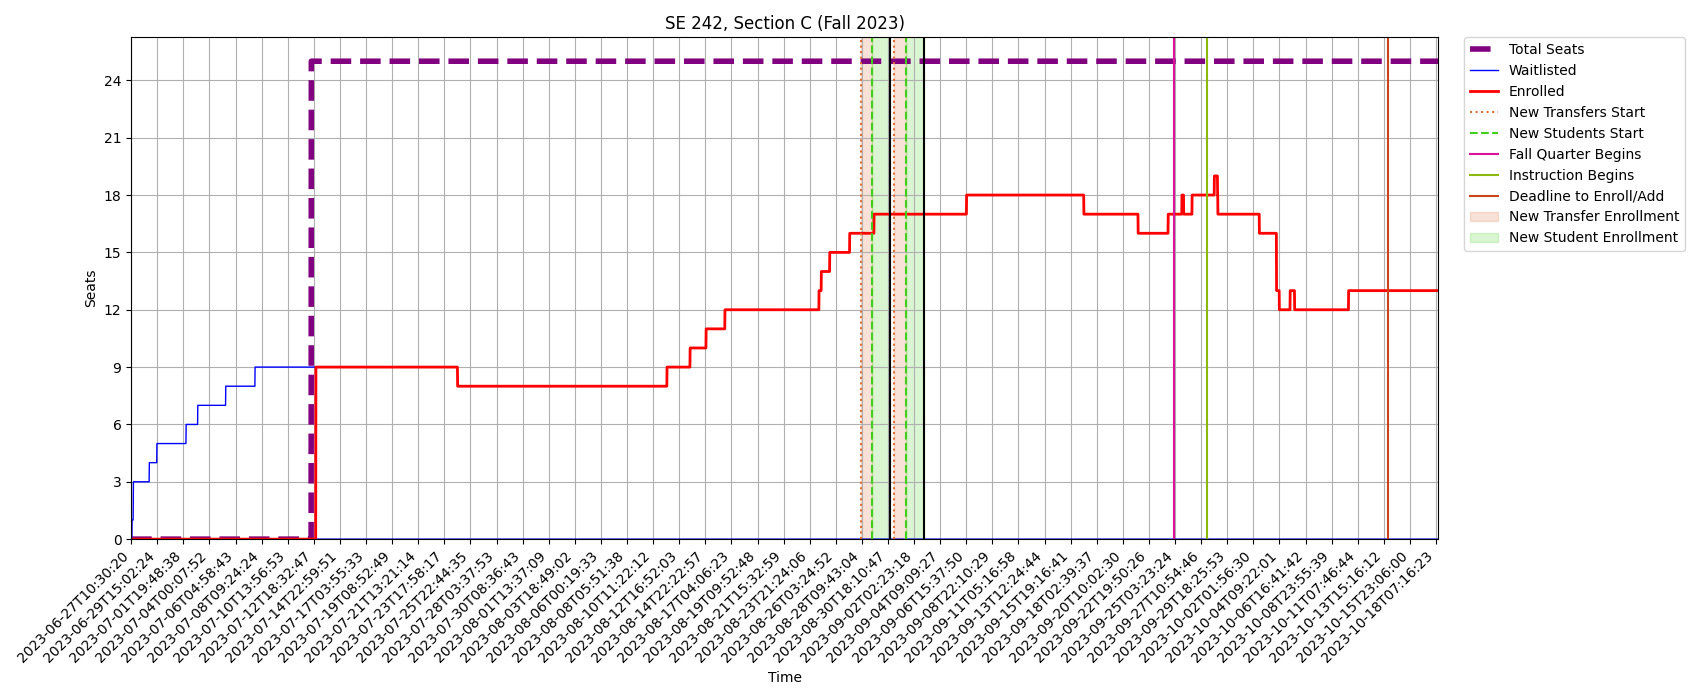 SE 242, Section C (Fall 2023)
Total Seats
Waitlisted
Enrolled
New Transfers Start
New Students Start
Fall Quarter Begins
Instruction Begins
Deadline to Enroll/Add
New Transfer Enrollment
New Student Enrollment
Seats
24
21
18
15
12
9
6
3
0
2023-06-27T10:30:20
2023-06-29T15:02:24
2023-07-01T19:48:38
2023-07-04T00:07:52
2023-07-06T04:58:43
2023-07-08T09:24:24
2023-07-10T13:56:53
2023-07-12T18:32:47
2023-07-14T22:59:51
2023-07-17T03:55:33
2023-07-19T08:52:49
2023-07-21T13:21:14
2023-07-23T17:58:17
2023-07-25T22:44:35
2023-07-28T03:37:53
2023-07-30T08:36:43
2023-08-01T13:37:09
2023-08-03T18:49:02
2023-08-06T00:19:33
2023-08-08T05:51:38
2023-08-10T11:22:12
2023-08-12T16:52:03
2023-08-14T22:22:57
2023-08-17T04:06:23
2023-08-19T09:52:48
2023-08-21T15:32:59
2023-08-23T21:24:06
2023-08-26T03:24:52
2023-08-28T09:43:04
2023-08-30T18:10:47
2023-09-02T02:23:18
2023-09-04T09:09:27
2023-09-06T15:37:50
2023-09-08T22:10:29
2023-09-11T05:16:58
2023-09-13T12:24:44
2023-09-15T19:16:41
2023-09-18T02:39:37
2023-09-20T10:02:30
2023-09-22T19:50:26
2023-09-25T03:23:24
2023-09-27T10:54:46
2023-09-29T18:25:53
2023-10-02T01:56:30
2023-10-04T09:22:01
2023-10-06T16:41:42
2023-10-08T23:55:39
2023-10-11T07:46:44
2023-10-13T15:16:12
2023-10-15T23:06:00
2023-10-18T07:16:23
Time